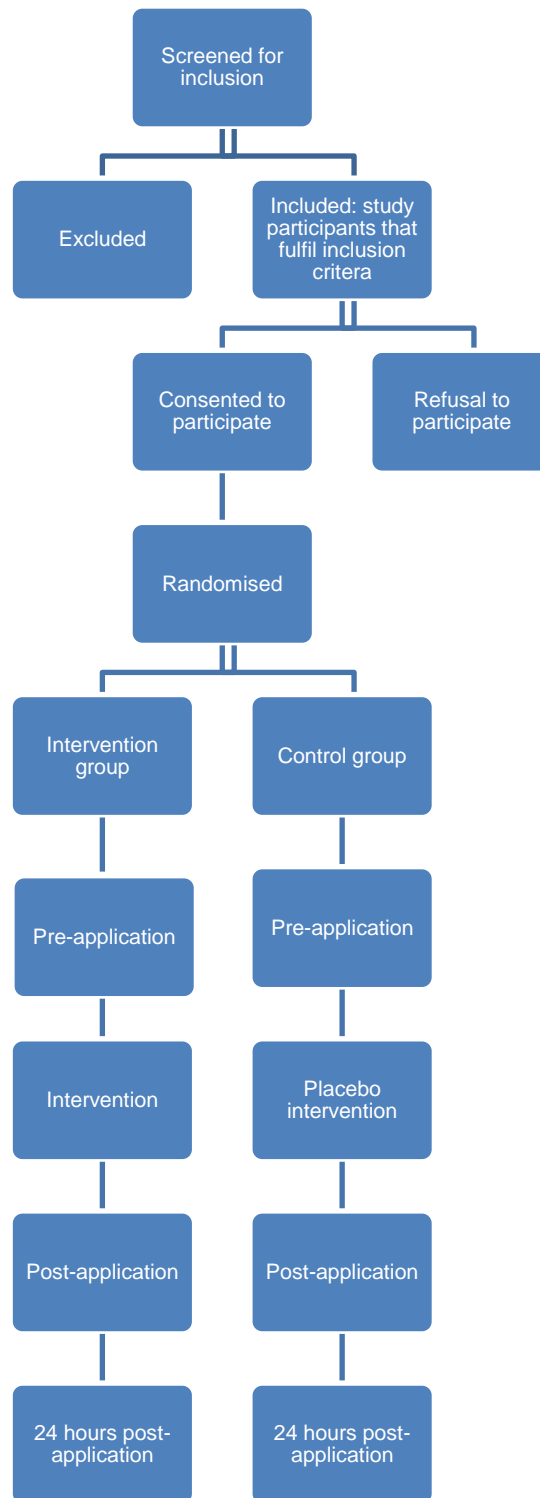 Screened for
inclusion
Excluded
Included: study
participants that
fulfil inclusion
critera
Consented to
participate
Refusal to
participate
Randomised
Intervention
group
Control group
Pre-application
Pre-application
Intervention
Placebo
intervention
Post-application
Post-application
24 hours post-
application
24 hours post-
application